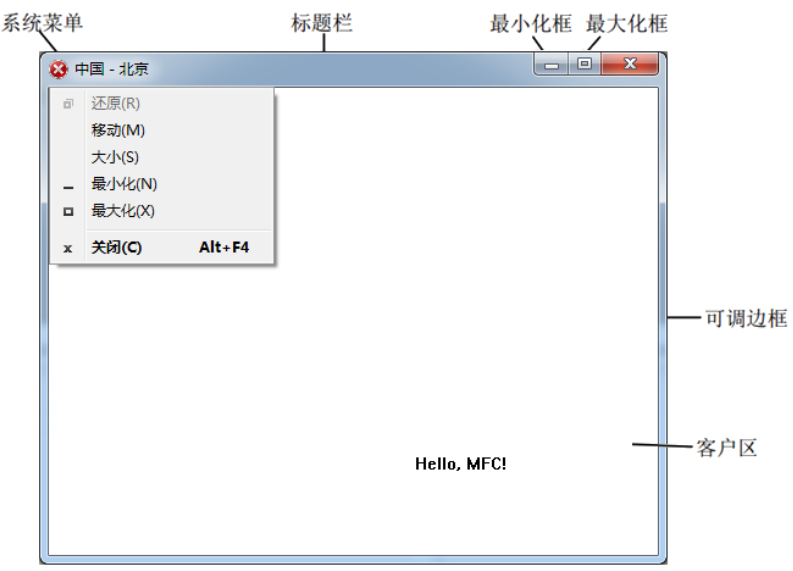 系统菜单 标题栏 最小化框 最大化框
中国 - 北京
还原(R)
移动(M)
大小(S)
最小化(N)
最大化(X)
关闭(C) Alt+F4
可调边框
客户区
Hello, MFC!